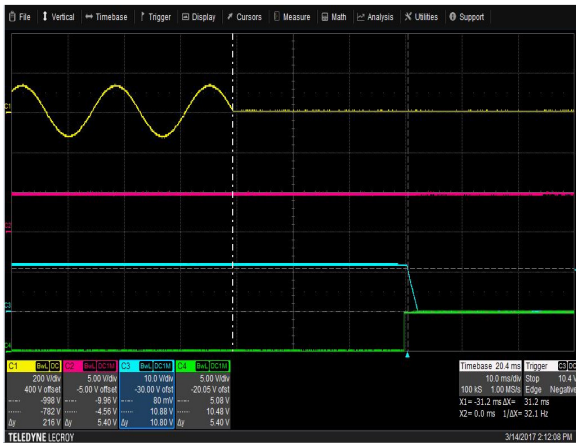 File Vertical Timebase Trigger Display Cursors Measure Math Analysis Utilities Support
C1 BwL DC C2 BwL DC1M C3 BwL DC1M C4 BwL DC1M Timebase 20.4 ms Trigger C3 DC
200 V/div 5.00 V/div 10.0 V/div 5.00 V/div 10.0 ms/div Stop 10.4 V
400 V offset -5.00 V offset -30.00 V ofst -20.05 V ofst 100 kS 1.00 MS/s Edge Negative
-998 V -9.96 V 80 mV 5.08 V X1= -31.2 ms ΔX= 31.2 ms
-782 V -4.56 V 10.88 V 10.48 V X2= 0.0 ms 1/ΔX= 32.1 Hz
Δy 216 V Δy 5.40 V Δy 10.80 V Δy 5.40 V
TELEDYNE LECROY 3/14/2017 2:12:08 PM